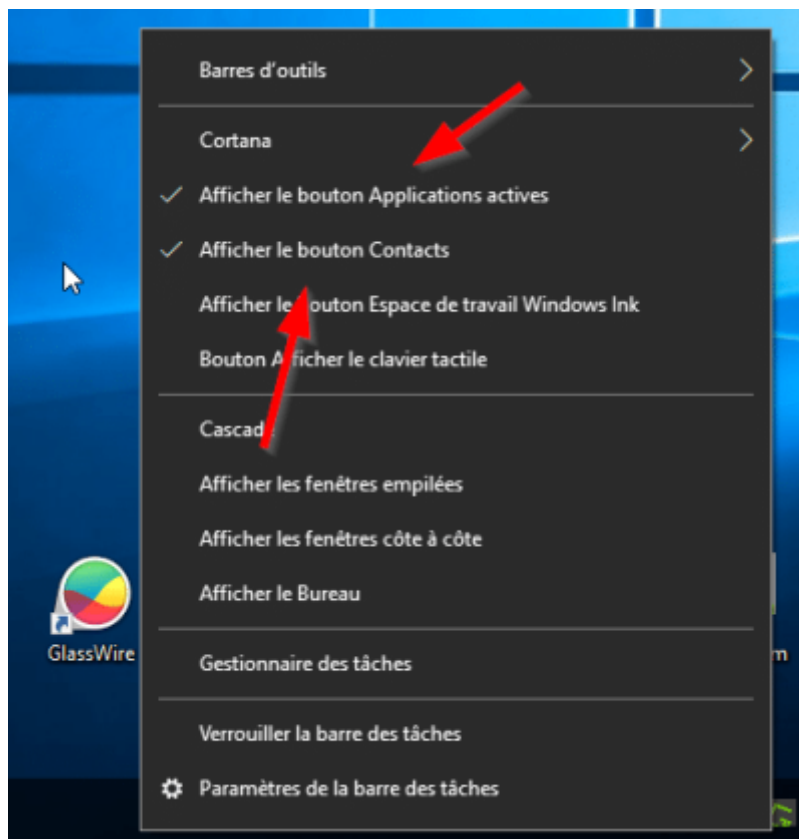 Barres d'outils
Cortana
Afficher le bouton Applications actives
Afficher le bouton Contacts
Afficher le bouton Espace de travail Windows Ink
Bouton Afficher le clavier tactile
Cascade
Afficher les fenêtres empilées
Afficher les fenêtres côte à côte
Afficher le Bureau
GlassWire
Gestionnaire des tâches
Verrouiller la barre des tâches
Paramètres de la barre des tâches